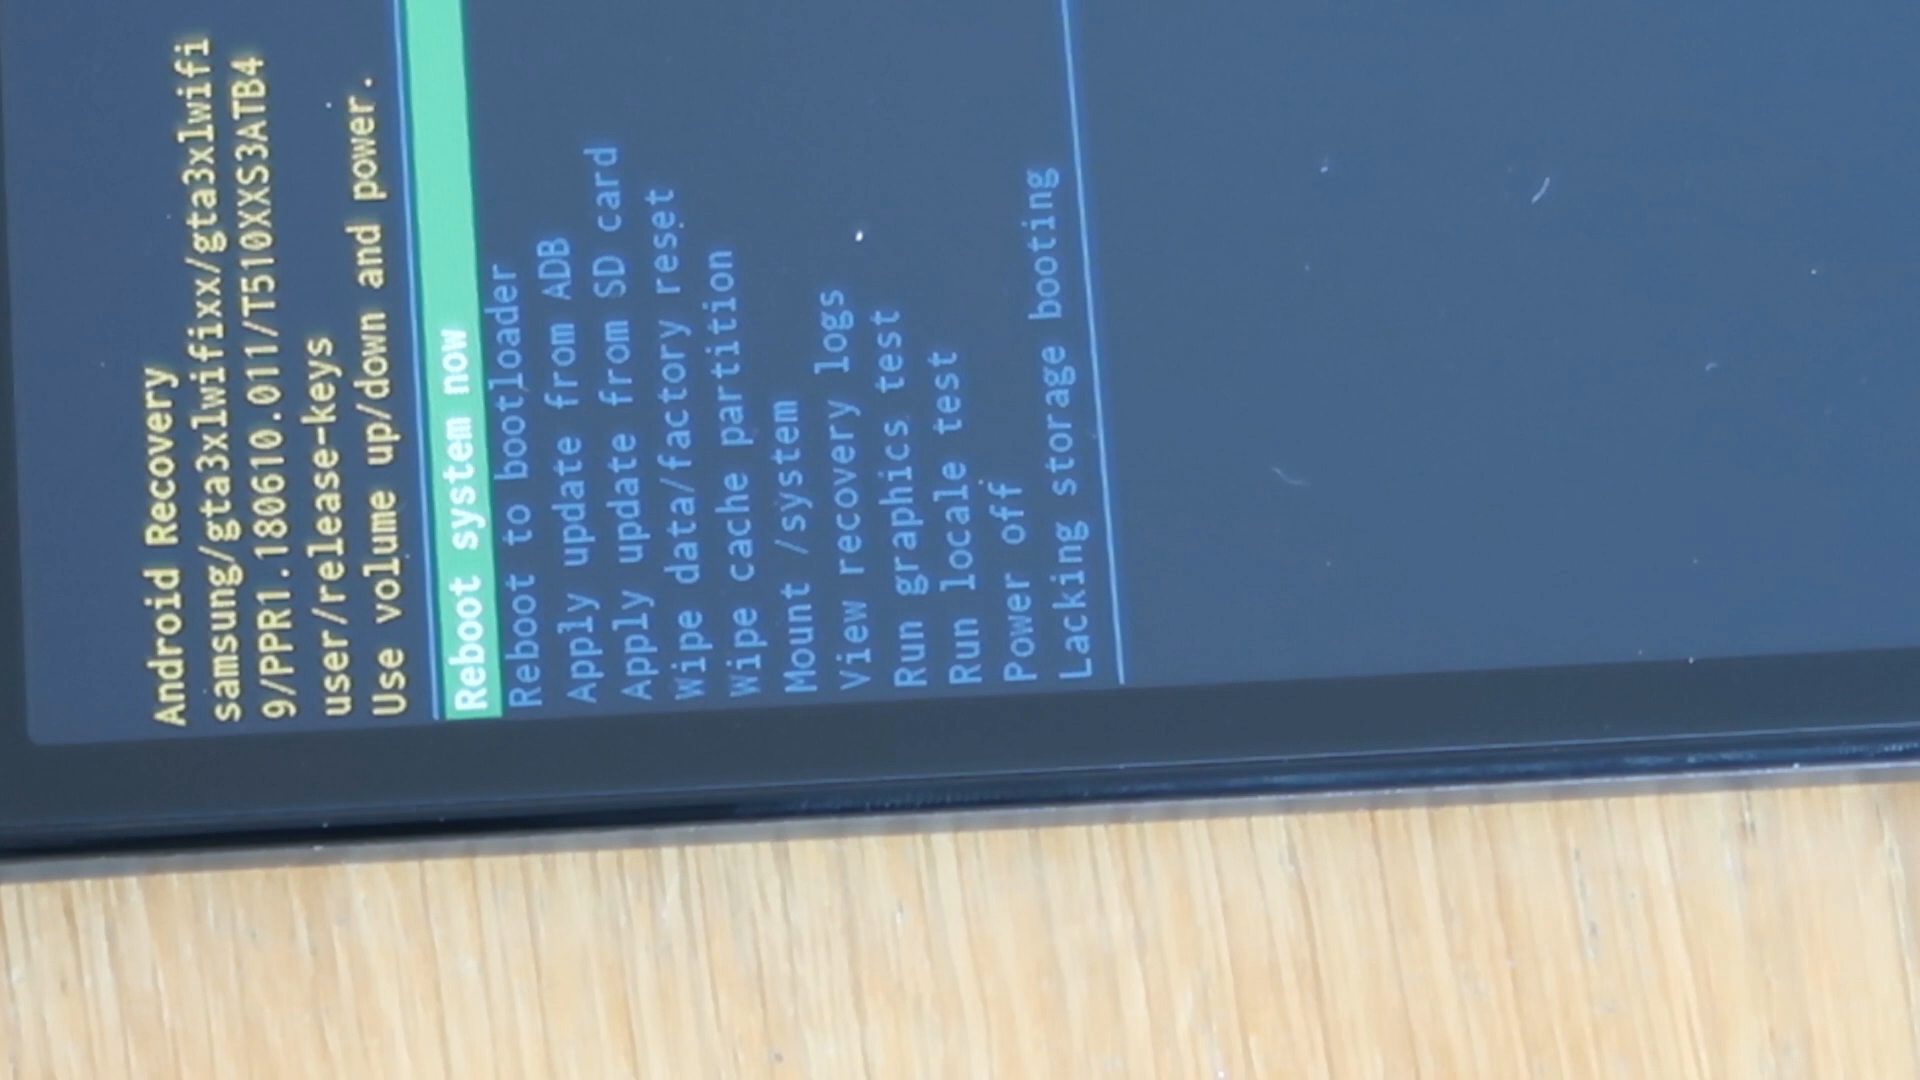 Android Recovery
samsung/gta3xlwifixx/gta3xlwifi
9/PPR1.180610.011/T510XXS3ATB4
user/release-keys
Use volume up/down and power.
Reboot system now
Reboot to bootloader
Apply update from ADB
Apply update from SD card
Wipe data/factory reset
Wipe cache partition
Mount /system
View recovery logs
Run graphics test
Run locale test
Power off
Lacking storage booting